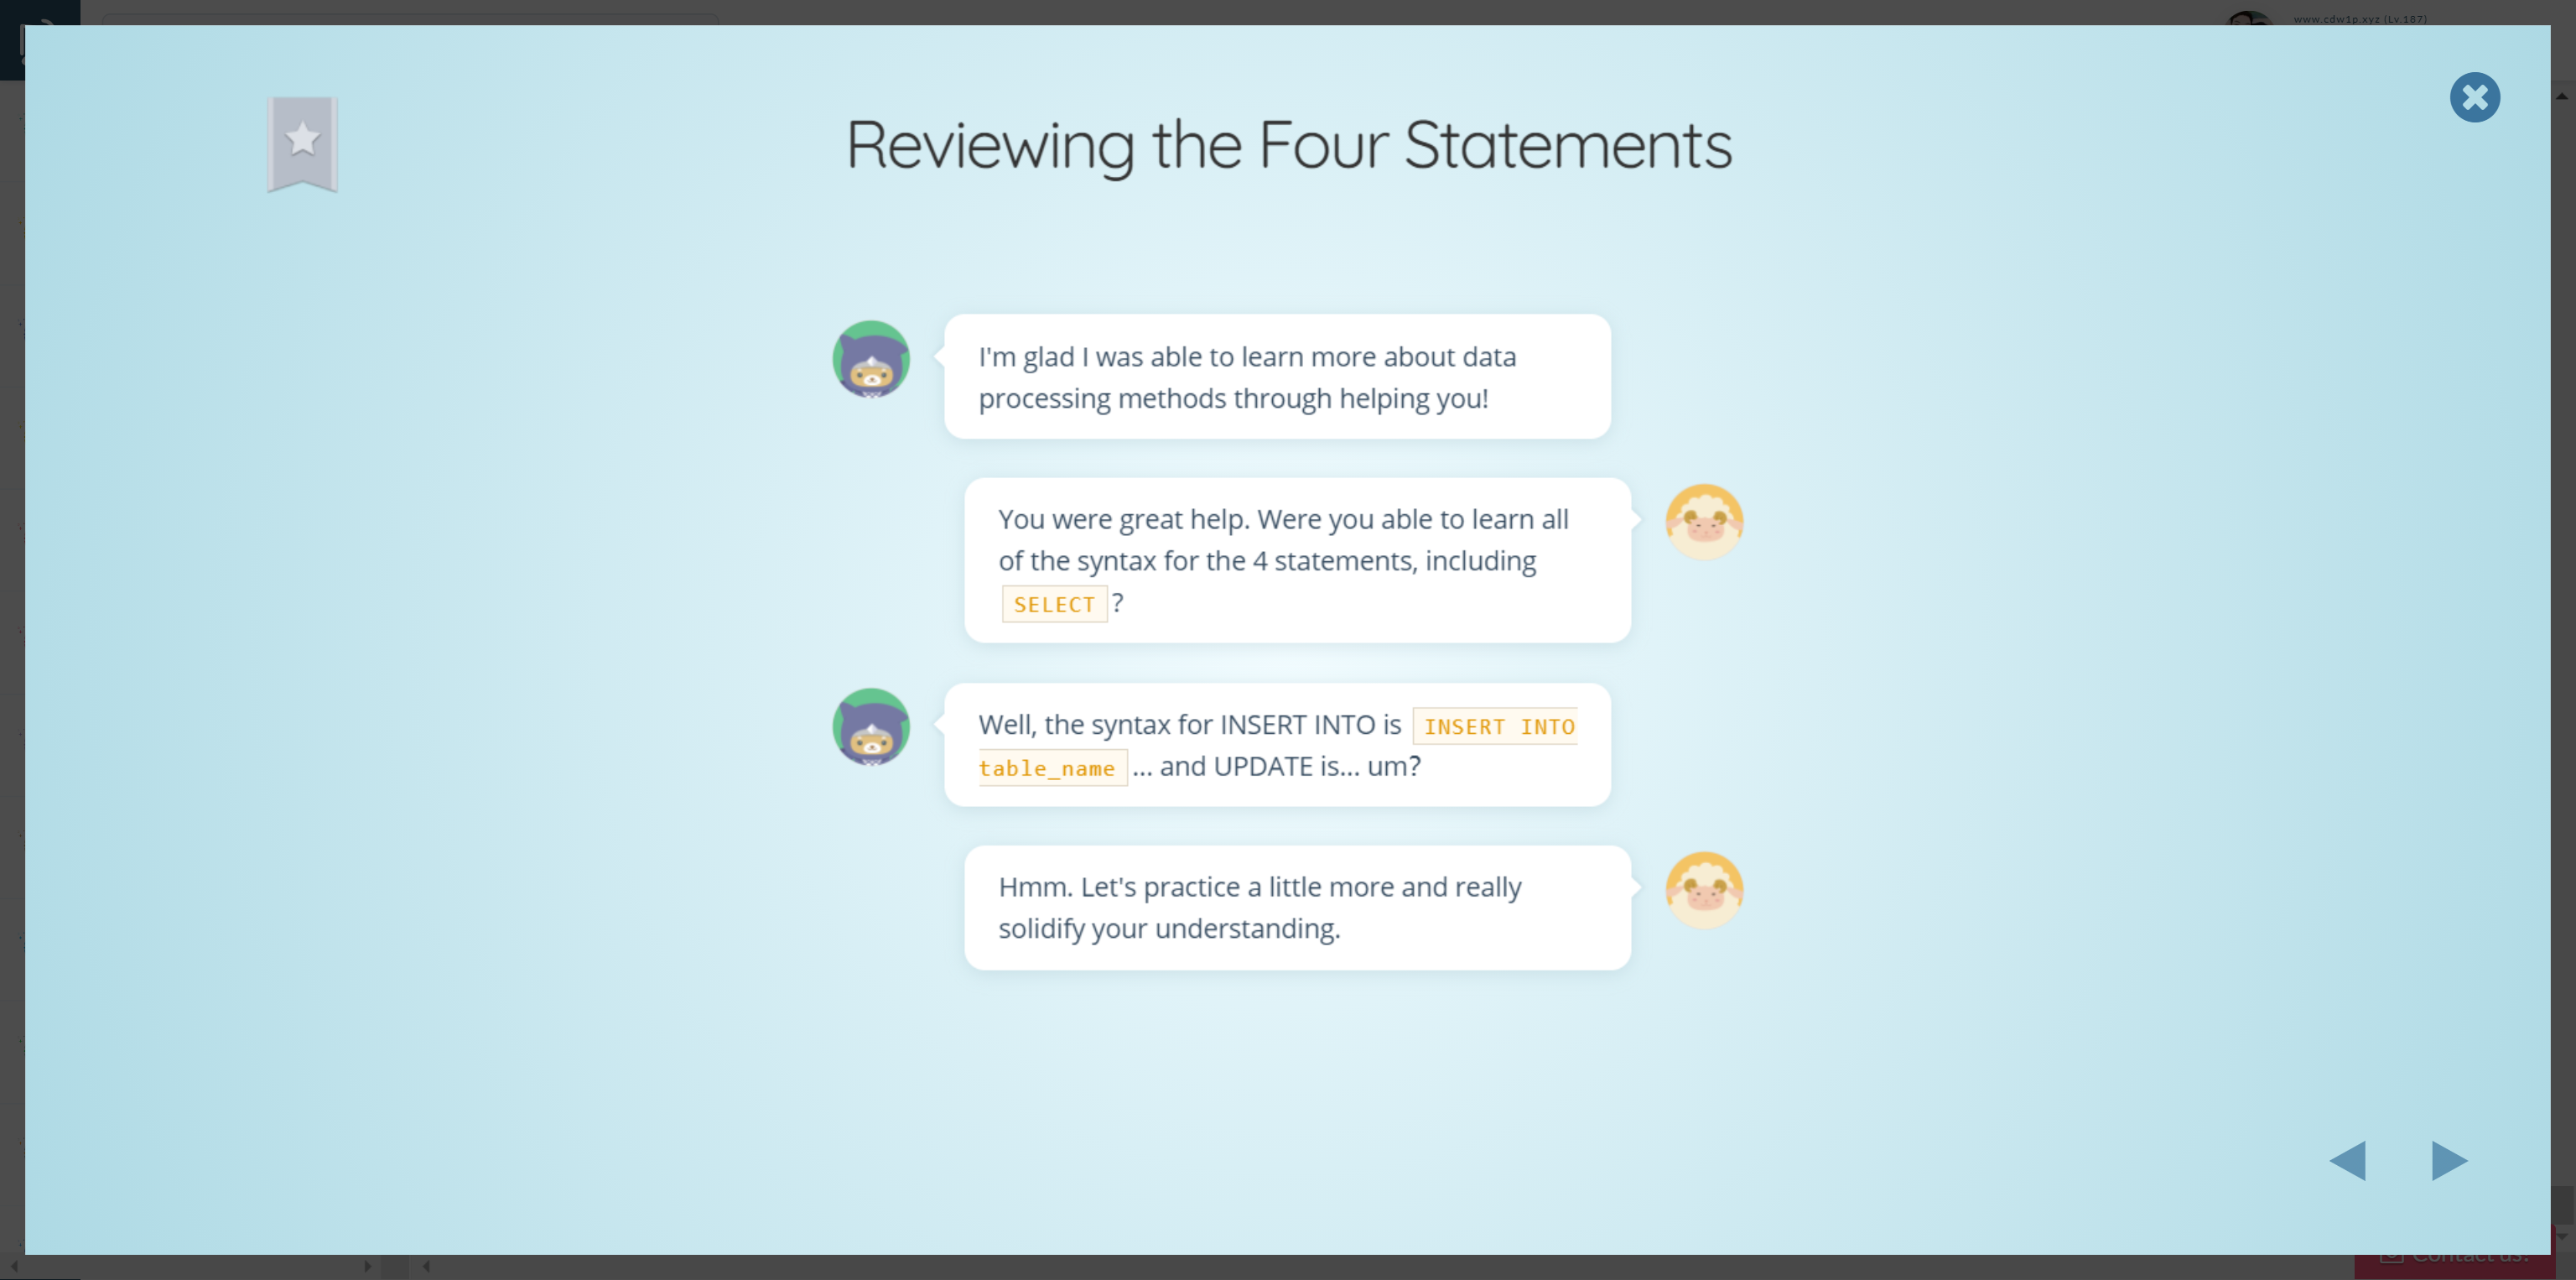 www.cdw1p.xyz (Lv.187)
Reviewing the Four Statements
I'm glad I was able to learn more about data
processing methods through helping you!
You were great help. Were you able to learn all
of the syntax for the 4 statements, including
SELECT ?
Well, the syntax for INSERT INTO is INSERT INTO
table_name ... and UPDATE is... um?
Hmm. Let's practice a little more and really
solidify your understanding.
Contact us!